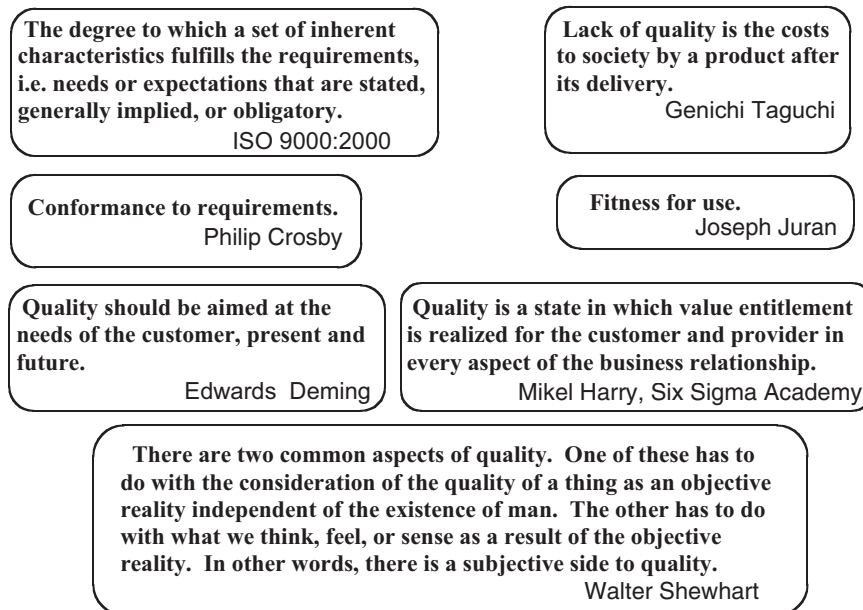 The degree to which a set of inherent
characteristics fulfills the requirements,
i.e. needs or expectations that are stated,
generally implied, or obligatory.
ISO 9000:2000
Lack of quality is the costs
to society by a product after
its delivery.
Genichi Taguchi
Conformance to requirements.
Philip Crosby
Fitness for use.
Joseph Juran
Quality should be aimed at the
needs of the customer, present and
future.
Edwards Deming
Quality is a state in which value entitlement
is realized for the customer and provider in
every aspect of the business relationship.
Mikel Harry, Six Sigma Academy
There are two common aspects of quality. One of these has to
do with the consideration of the quality of a thing as an objective
reality independent of the existence of man. The other has to do
with what we think, feel, or sense as a result of the objective
reality. In other words, there is a subjective side to quality.
Walter Shewhart